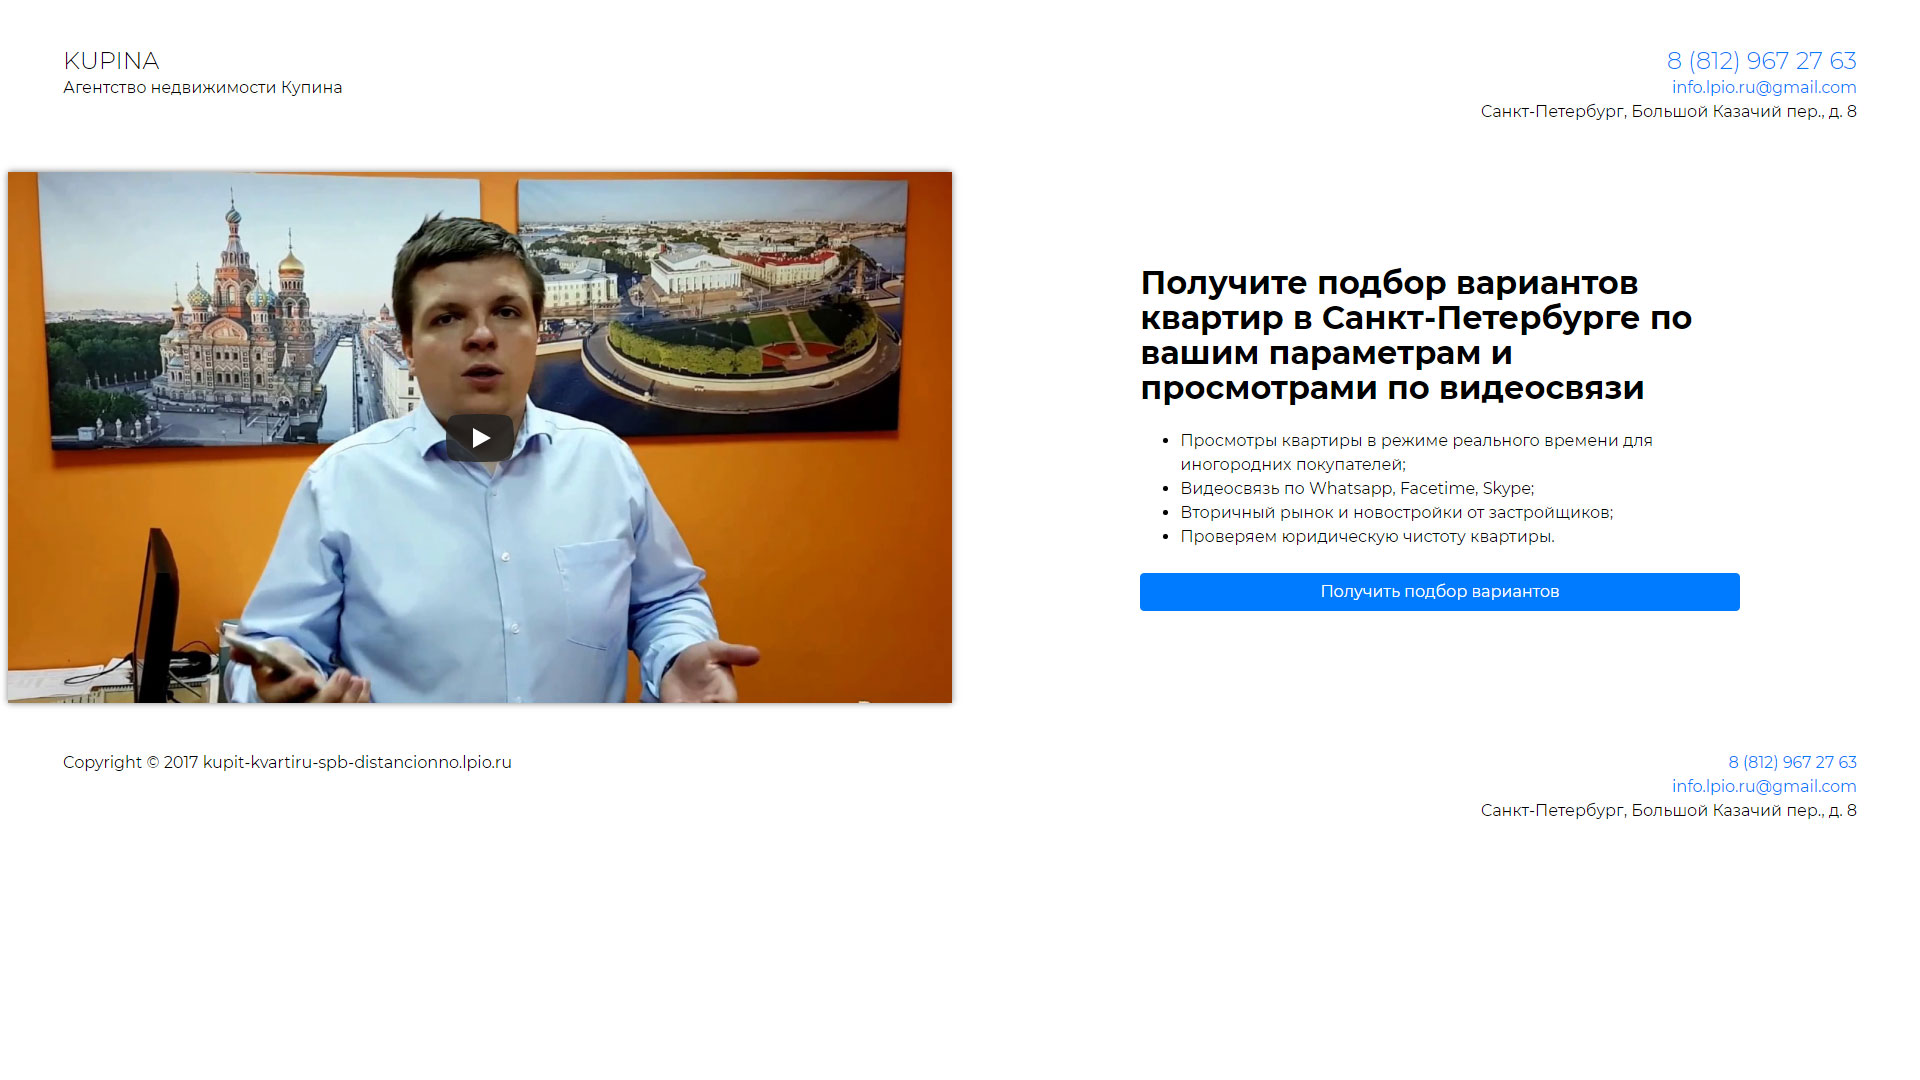 KUPINA
Агентство недвижимости Купина
8 (812) 967 27 63
info.lpio.ru@gmail.com
Санкт-Петербург, Большой Казачий пер., д. 8
Получите подбор вариантов
квартир в Санкт-Петербурге по
вашим параметрам и
просмотрами по видеосвязи
Просмотры квартиры в режиме реального времени для
иногородних покупателей;
Видеосвязь по Whatsapp, Facetime, Skype;
Вторичный рынок и новостройки от застройщиков;
Проверяем юридическую чистоту квартиры.
Получить подбор вариантов
Copyright © 2017 kupit-kvartiru-spb-distancionno.lpio.ru
8 (812) 967 27 63
info.lpio.ru@gmail.com
Санкт-Петербург, Большой Казачий пер., д. 8